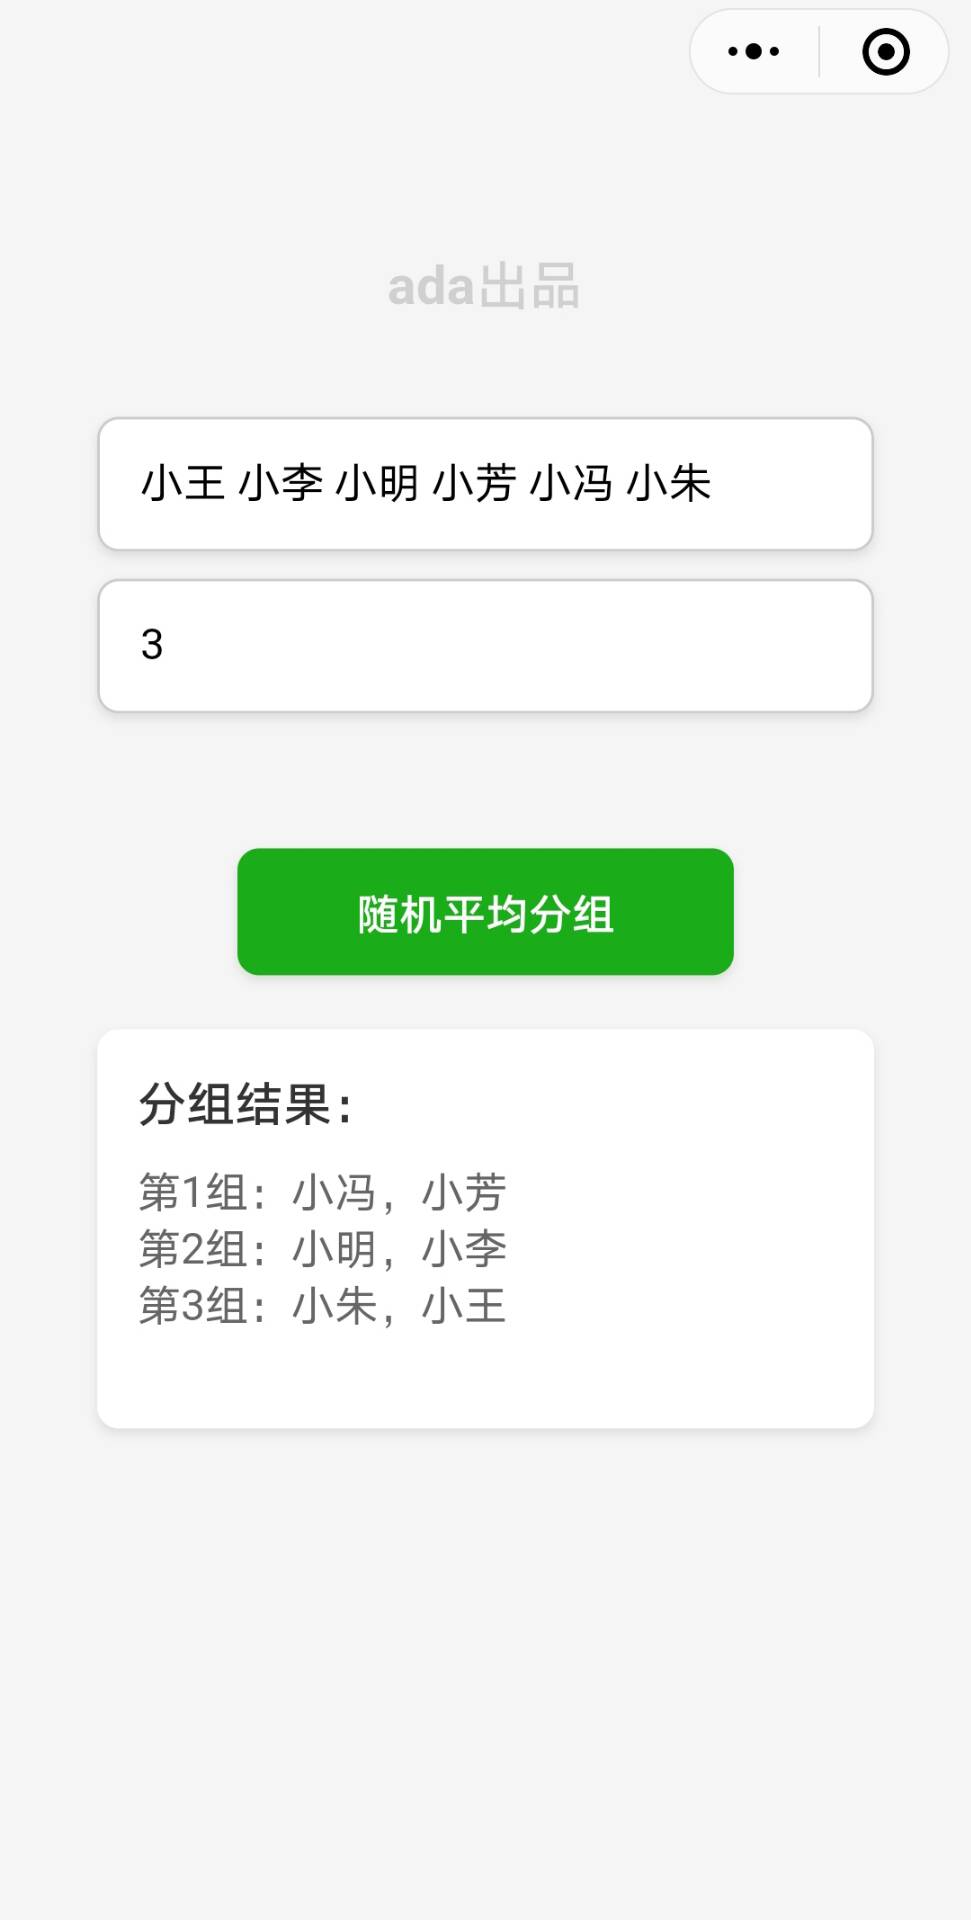 ada出品
小王 小李 小明 小芳 小冯 小朱
3
随机平均分组
分组结果：
第1组：小冯，小芳
第2组：小明，小李
第3组：小朱，小王